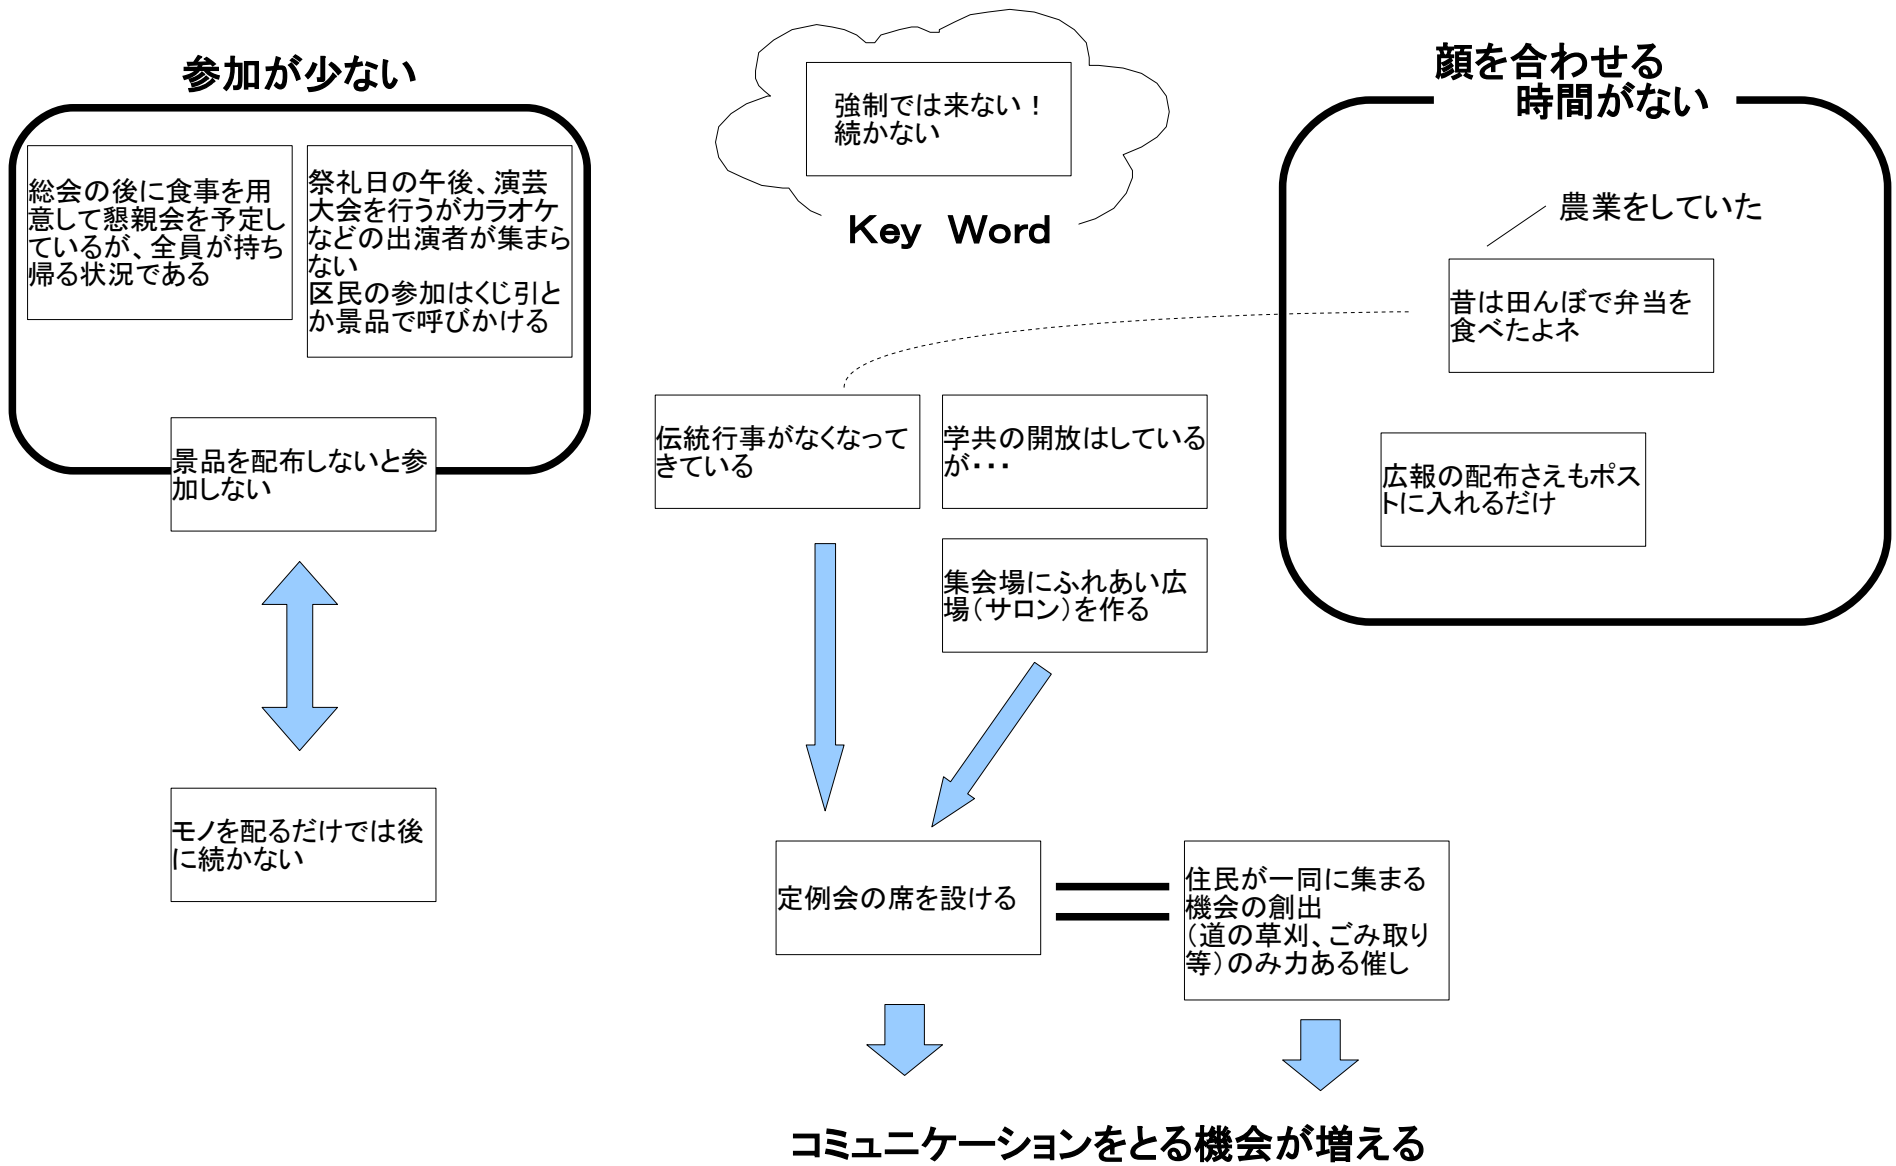 参加が少ない
総会の後に食事を用
意して懇親会を予定し
ているが、全員が持ち
帰る状況である
祭礼日の午後、演芸
大会を行うがカラオケ
などの出演者が集まら
ない
区民の参加はくじ引と
か景品で呼びかける
景品を配布しないと参
加しない
モノを配るだけでは後
に続かない
強制では来ない！
続かない
Key Word
顔を合わせる
時間がない
農業をしていた
昔は田んぼで弁当を
食べたよネ
広報の配布さえもポス
トに入れるだけ
伝統行事がなくなって
きている
学共の開放はしている
が・・・
集会場にふれあい広
場（サロン）を作る
定例会の席を設ける
住民が一同に集まる
機会の創出
（道の草刈、ごみ取り
等）のみ力ある催し
コミュニケーションをとる機会が増える